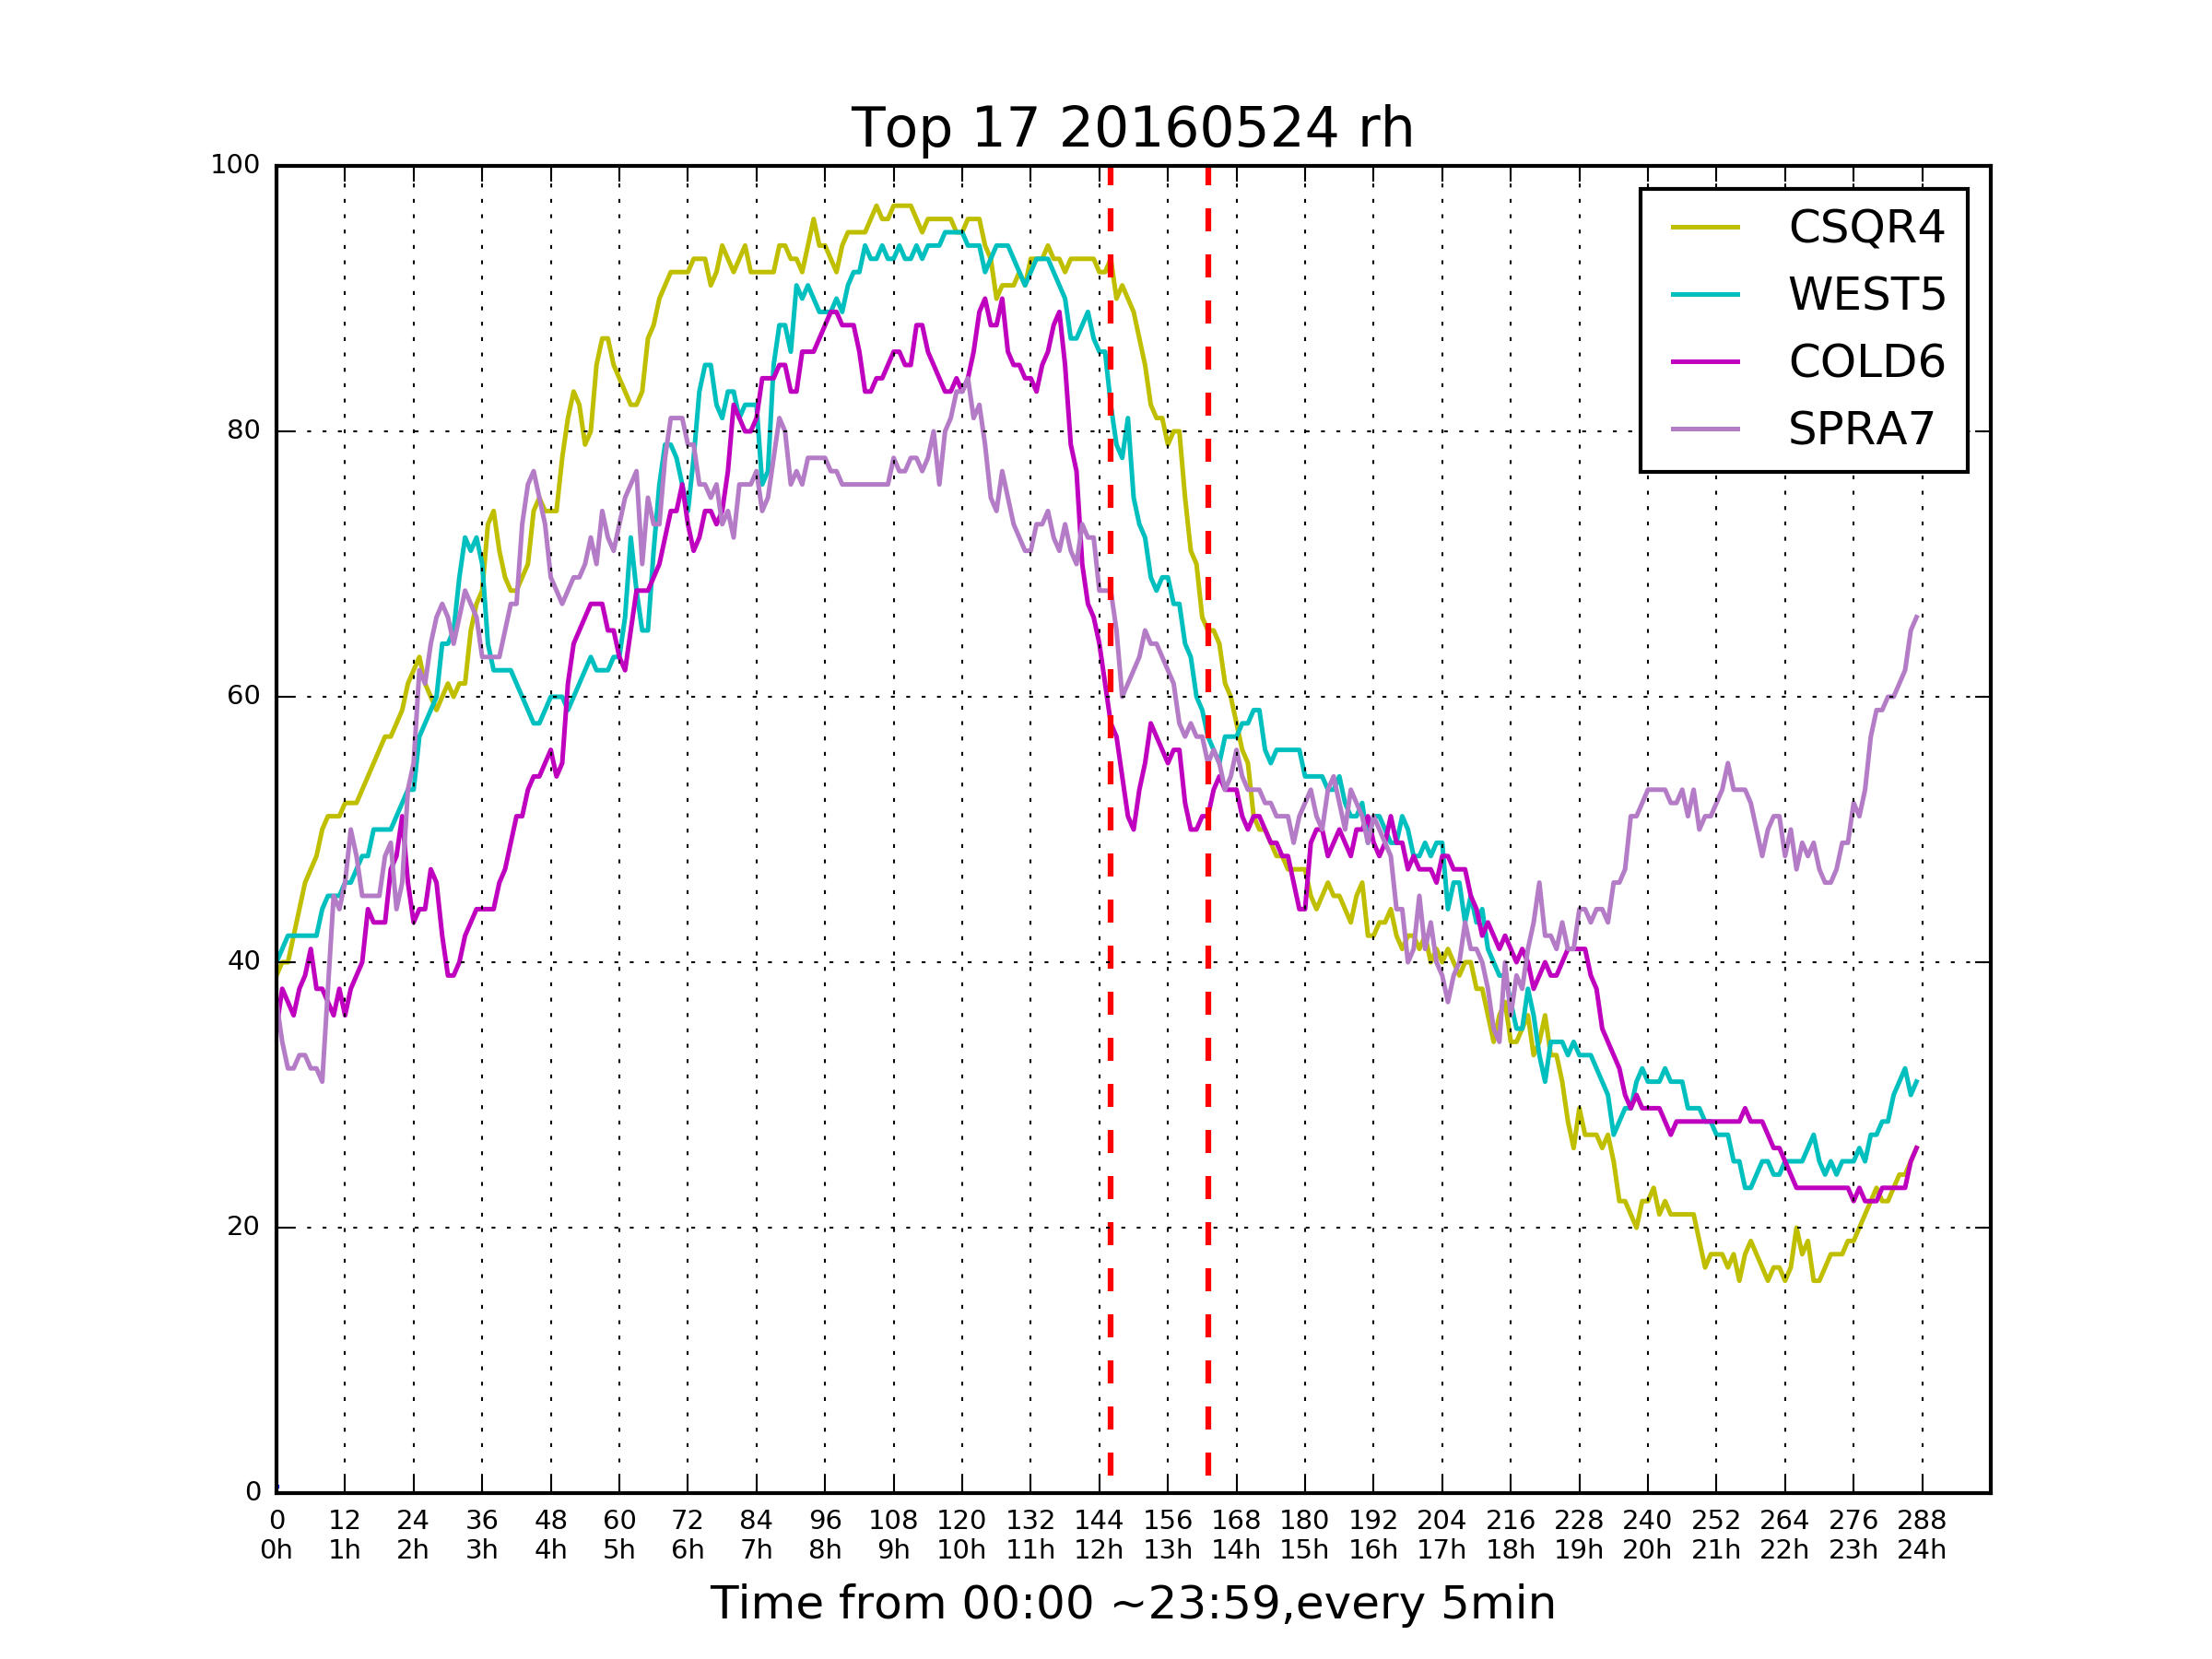 Top 17 20160524 rh
100
80
60
40
20
0
CSQR4
WEST5
COLD6
SPRA7
0 12 24 36 48 60 72 84 96 108 120 132 144 156 168 180 192 204 216 228 240 252 264 276 288
0h 1h 2h 3h 4h 5h 6h 7h 8h 9h 10h 11h 12h 13h 14h 15h 16h 17h 18h 19h 20h 21h 22h 23h 24h
Time from 00:00 ~23:59,every 5min